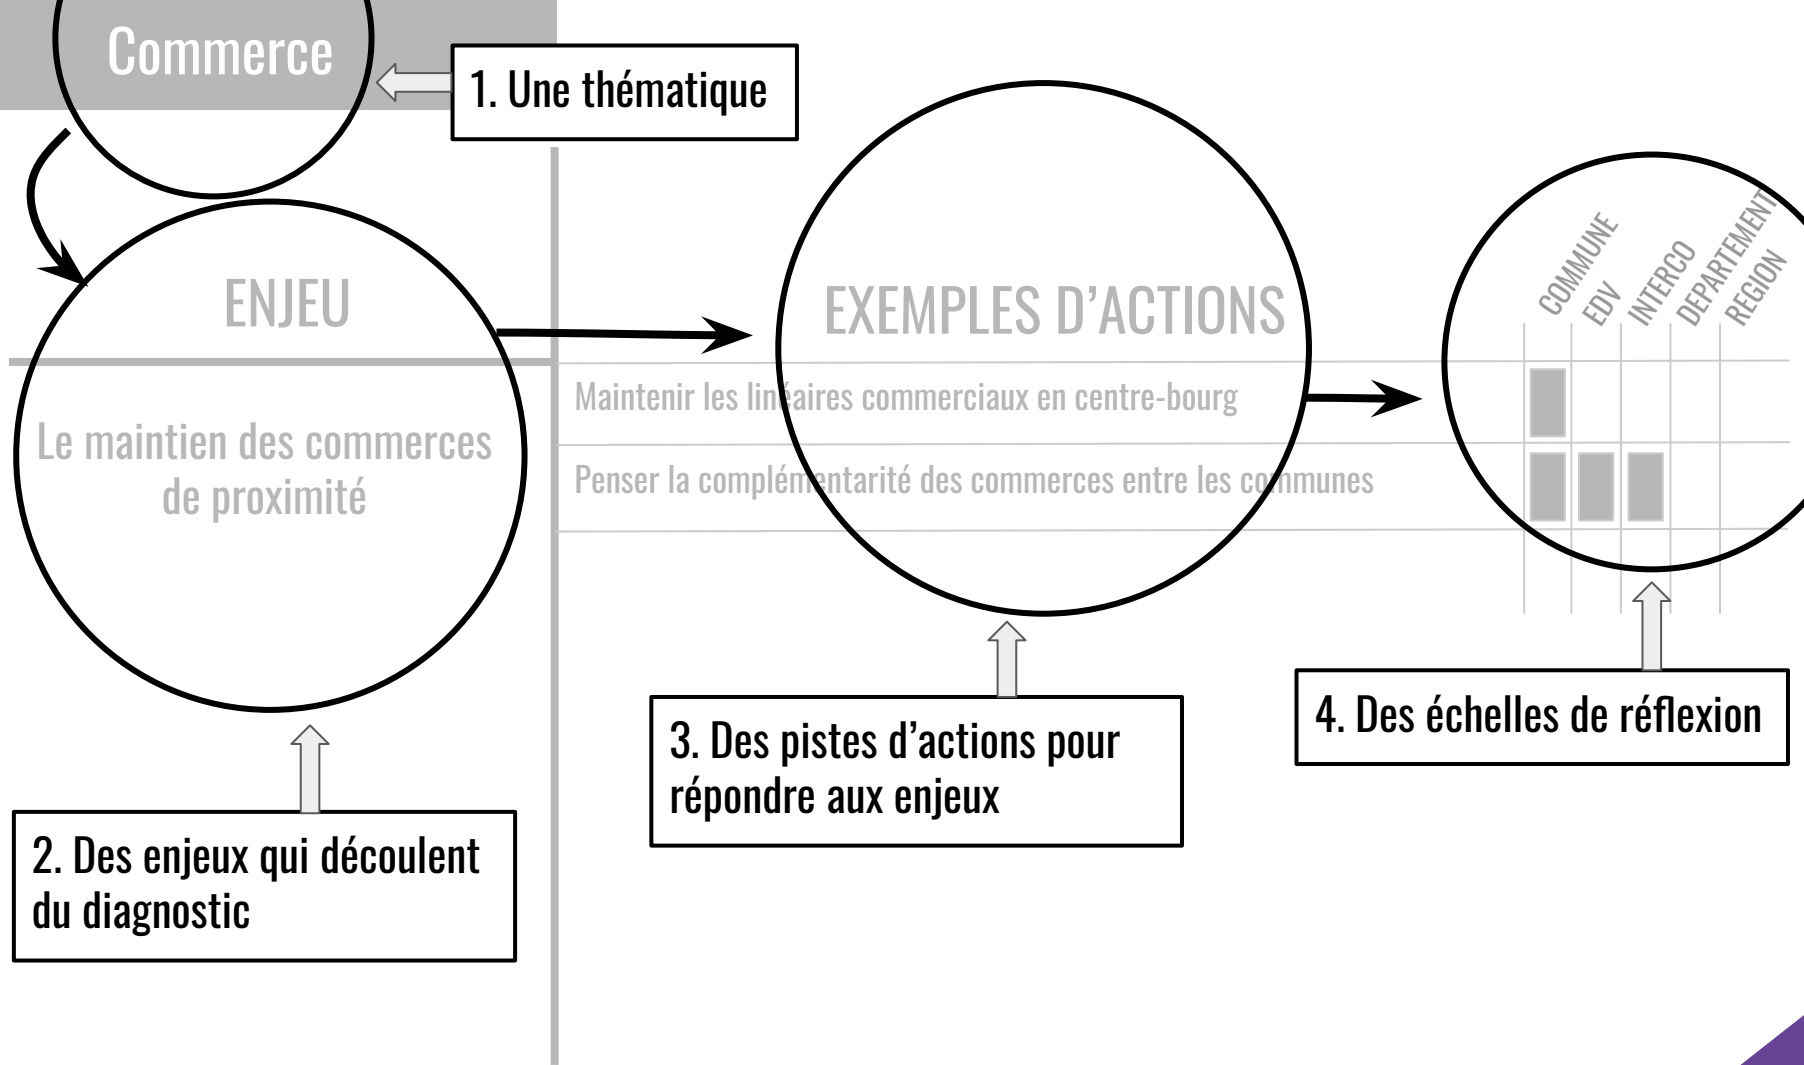 Commerce
1. Une thématique
ENJEU
EXEMPLES D’ACTIONS
COMMUNE
EDV
INTERCO
DEPARTEMENT
REGION
Maintenir les linéaires commerciaux en centre-bourg
Le maintien des commerces
de proximité
Penser la complémentarité des commerces entre les communes
3. Des pistes d’actions pour
répondre aux enjeux
4. Des échelles de réflexion
2. Des enjeux qui découlent
du diagnostic